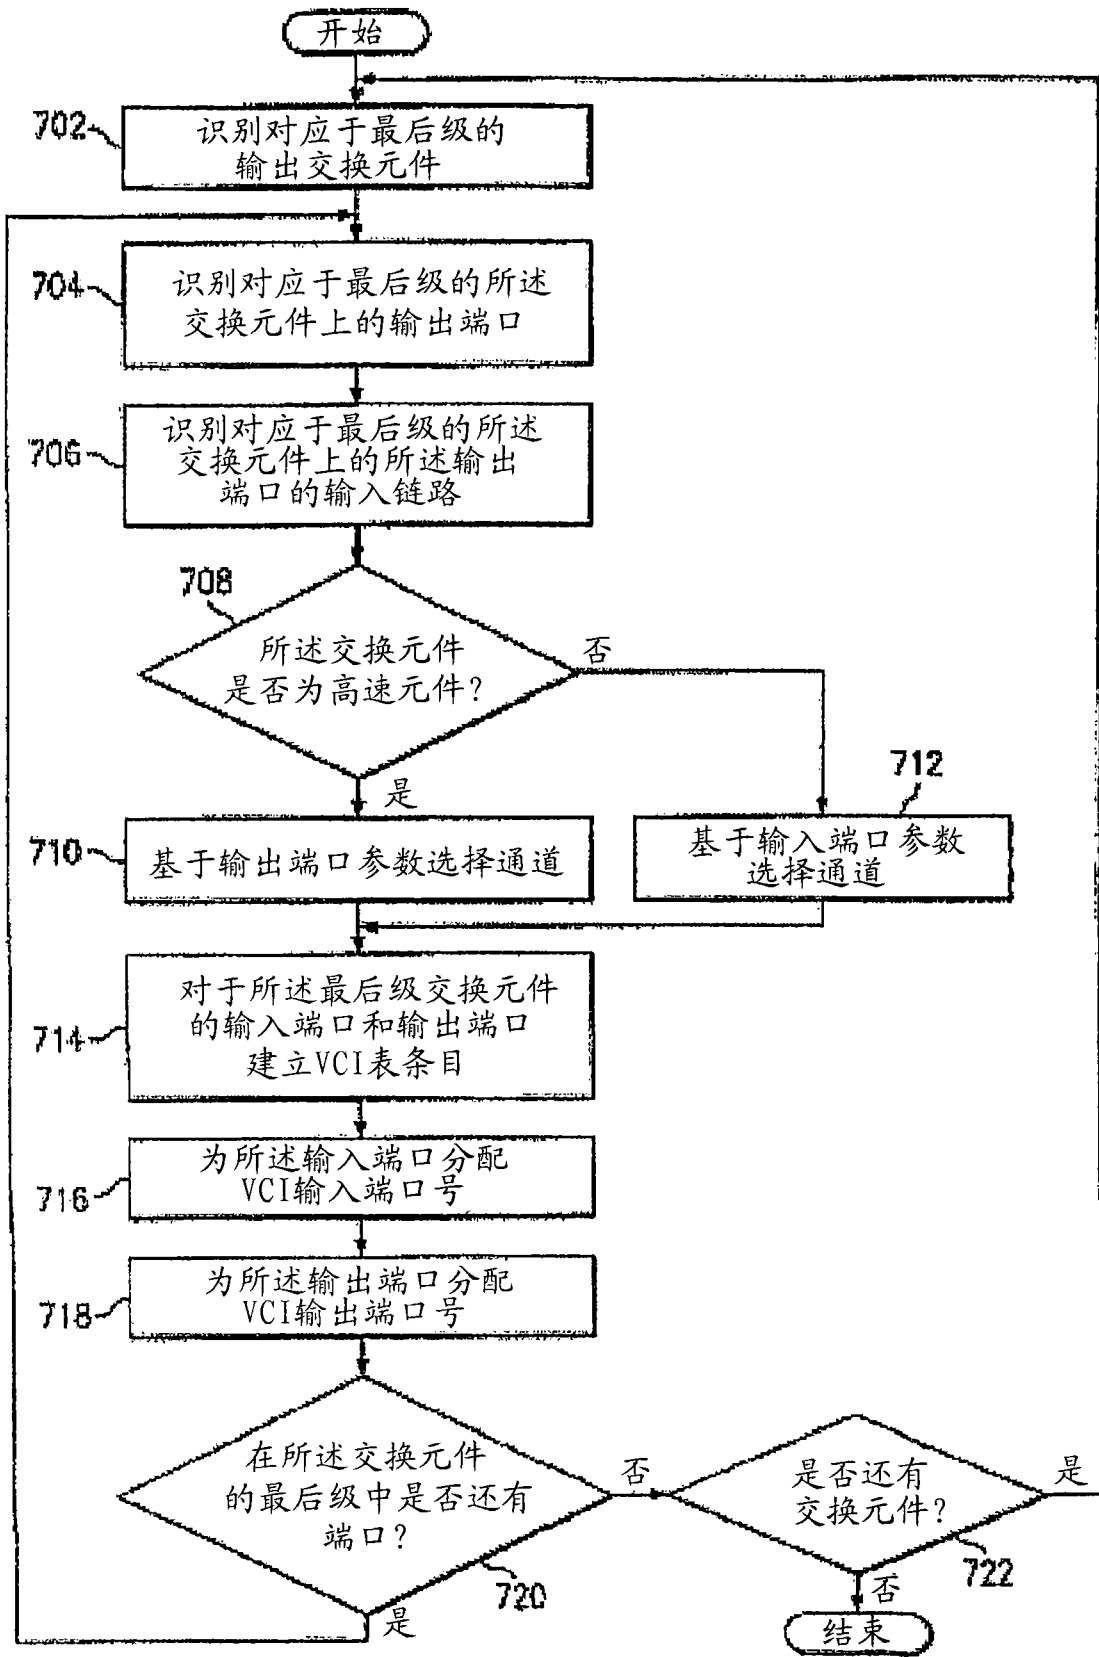 开始
702
识别对应于最后级的
输出交换元件
704
识别对应于最后级的所述
交换元件上的输出端口
706
识别对应于最后级的所述
交换元件上的所述输出
端口的输入链路
708
所述交换元件
是否为高速元件？
否
是
710
基于输出端口参数选择通道
712
基于输入端口参数
选择通道
714
对于所述最后级交换元件
的输入端口和输出端口
建立VCI表条目
716
为所述输入端口分配
VCI输入端口号
718
为所述输出端口分配
VCI输出端口号
在所述交换元件
的最后级中是否还有
端口？
720
否
是
是否还有
交换元件？
722
是
否
结束